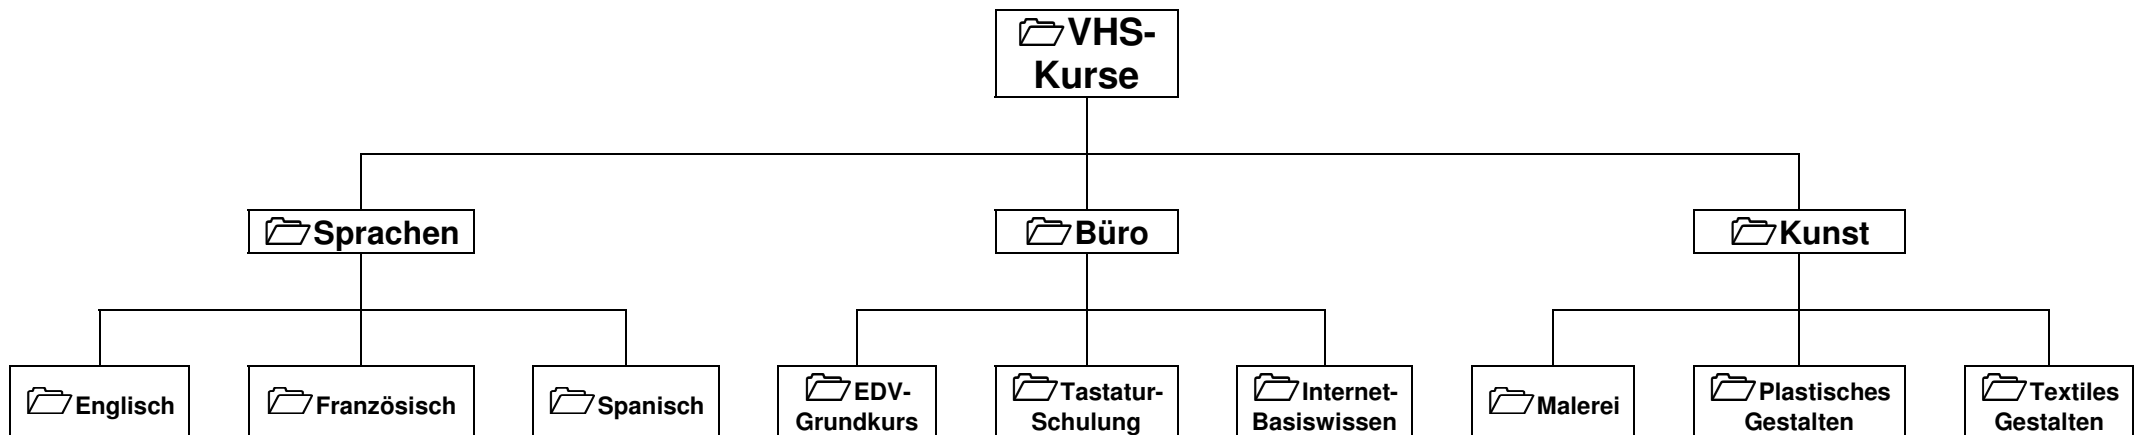 VHS-
Kurse
Sprachen
Büro
Kunst
Englisch
Französisch
Spanisch
EDV-
Grundkurs
Tastatur-
Schulung
Internet-
Basiswissen
Malerei
Plastisches
Gestalten
Textiles
Gestalten